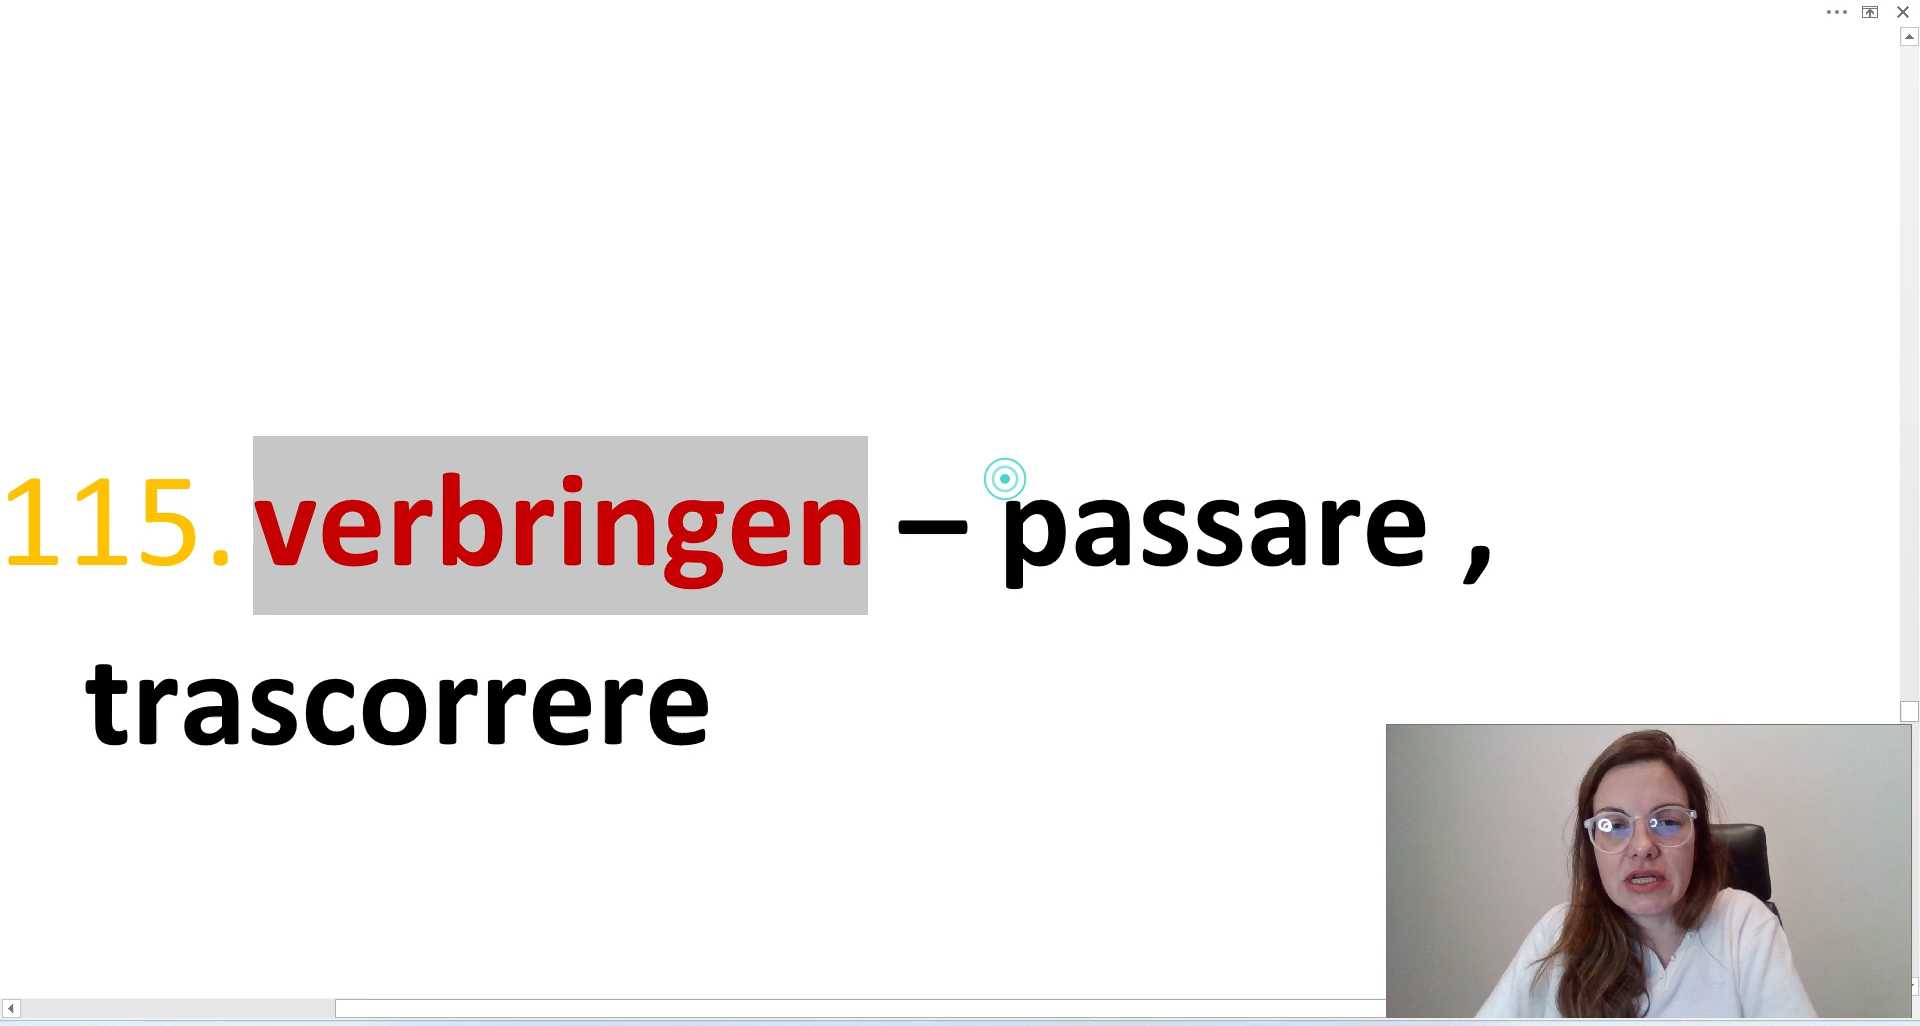 115. verbringen – passare ,
trascorrere